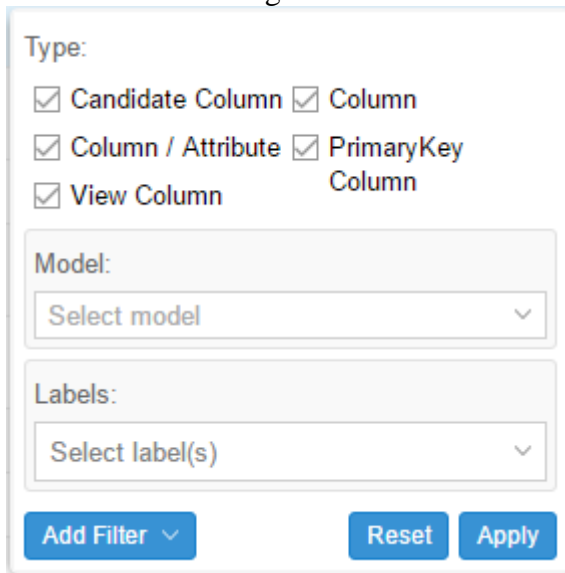 Type:
Candidate Column Column
Column / Attribute PrimaryKey
Column
View Column
Model:
Select model
Labels:
Select label(s)
Add Filter Reset Apply